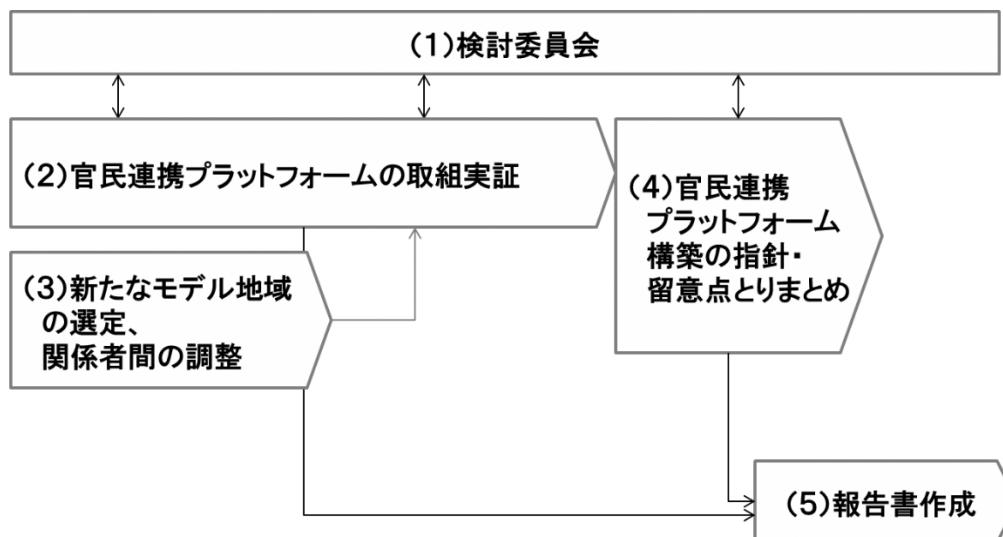 (1)検討委員会
(2)官民連携プラットフォームの取組実証
(3)新たなモデル地域
の選定、
関係者間の調整
(4)官民連携
プラットフォーム
構築の指針・
留意点とりまとめ
(5)報告書作成